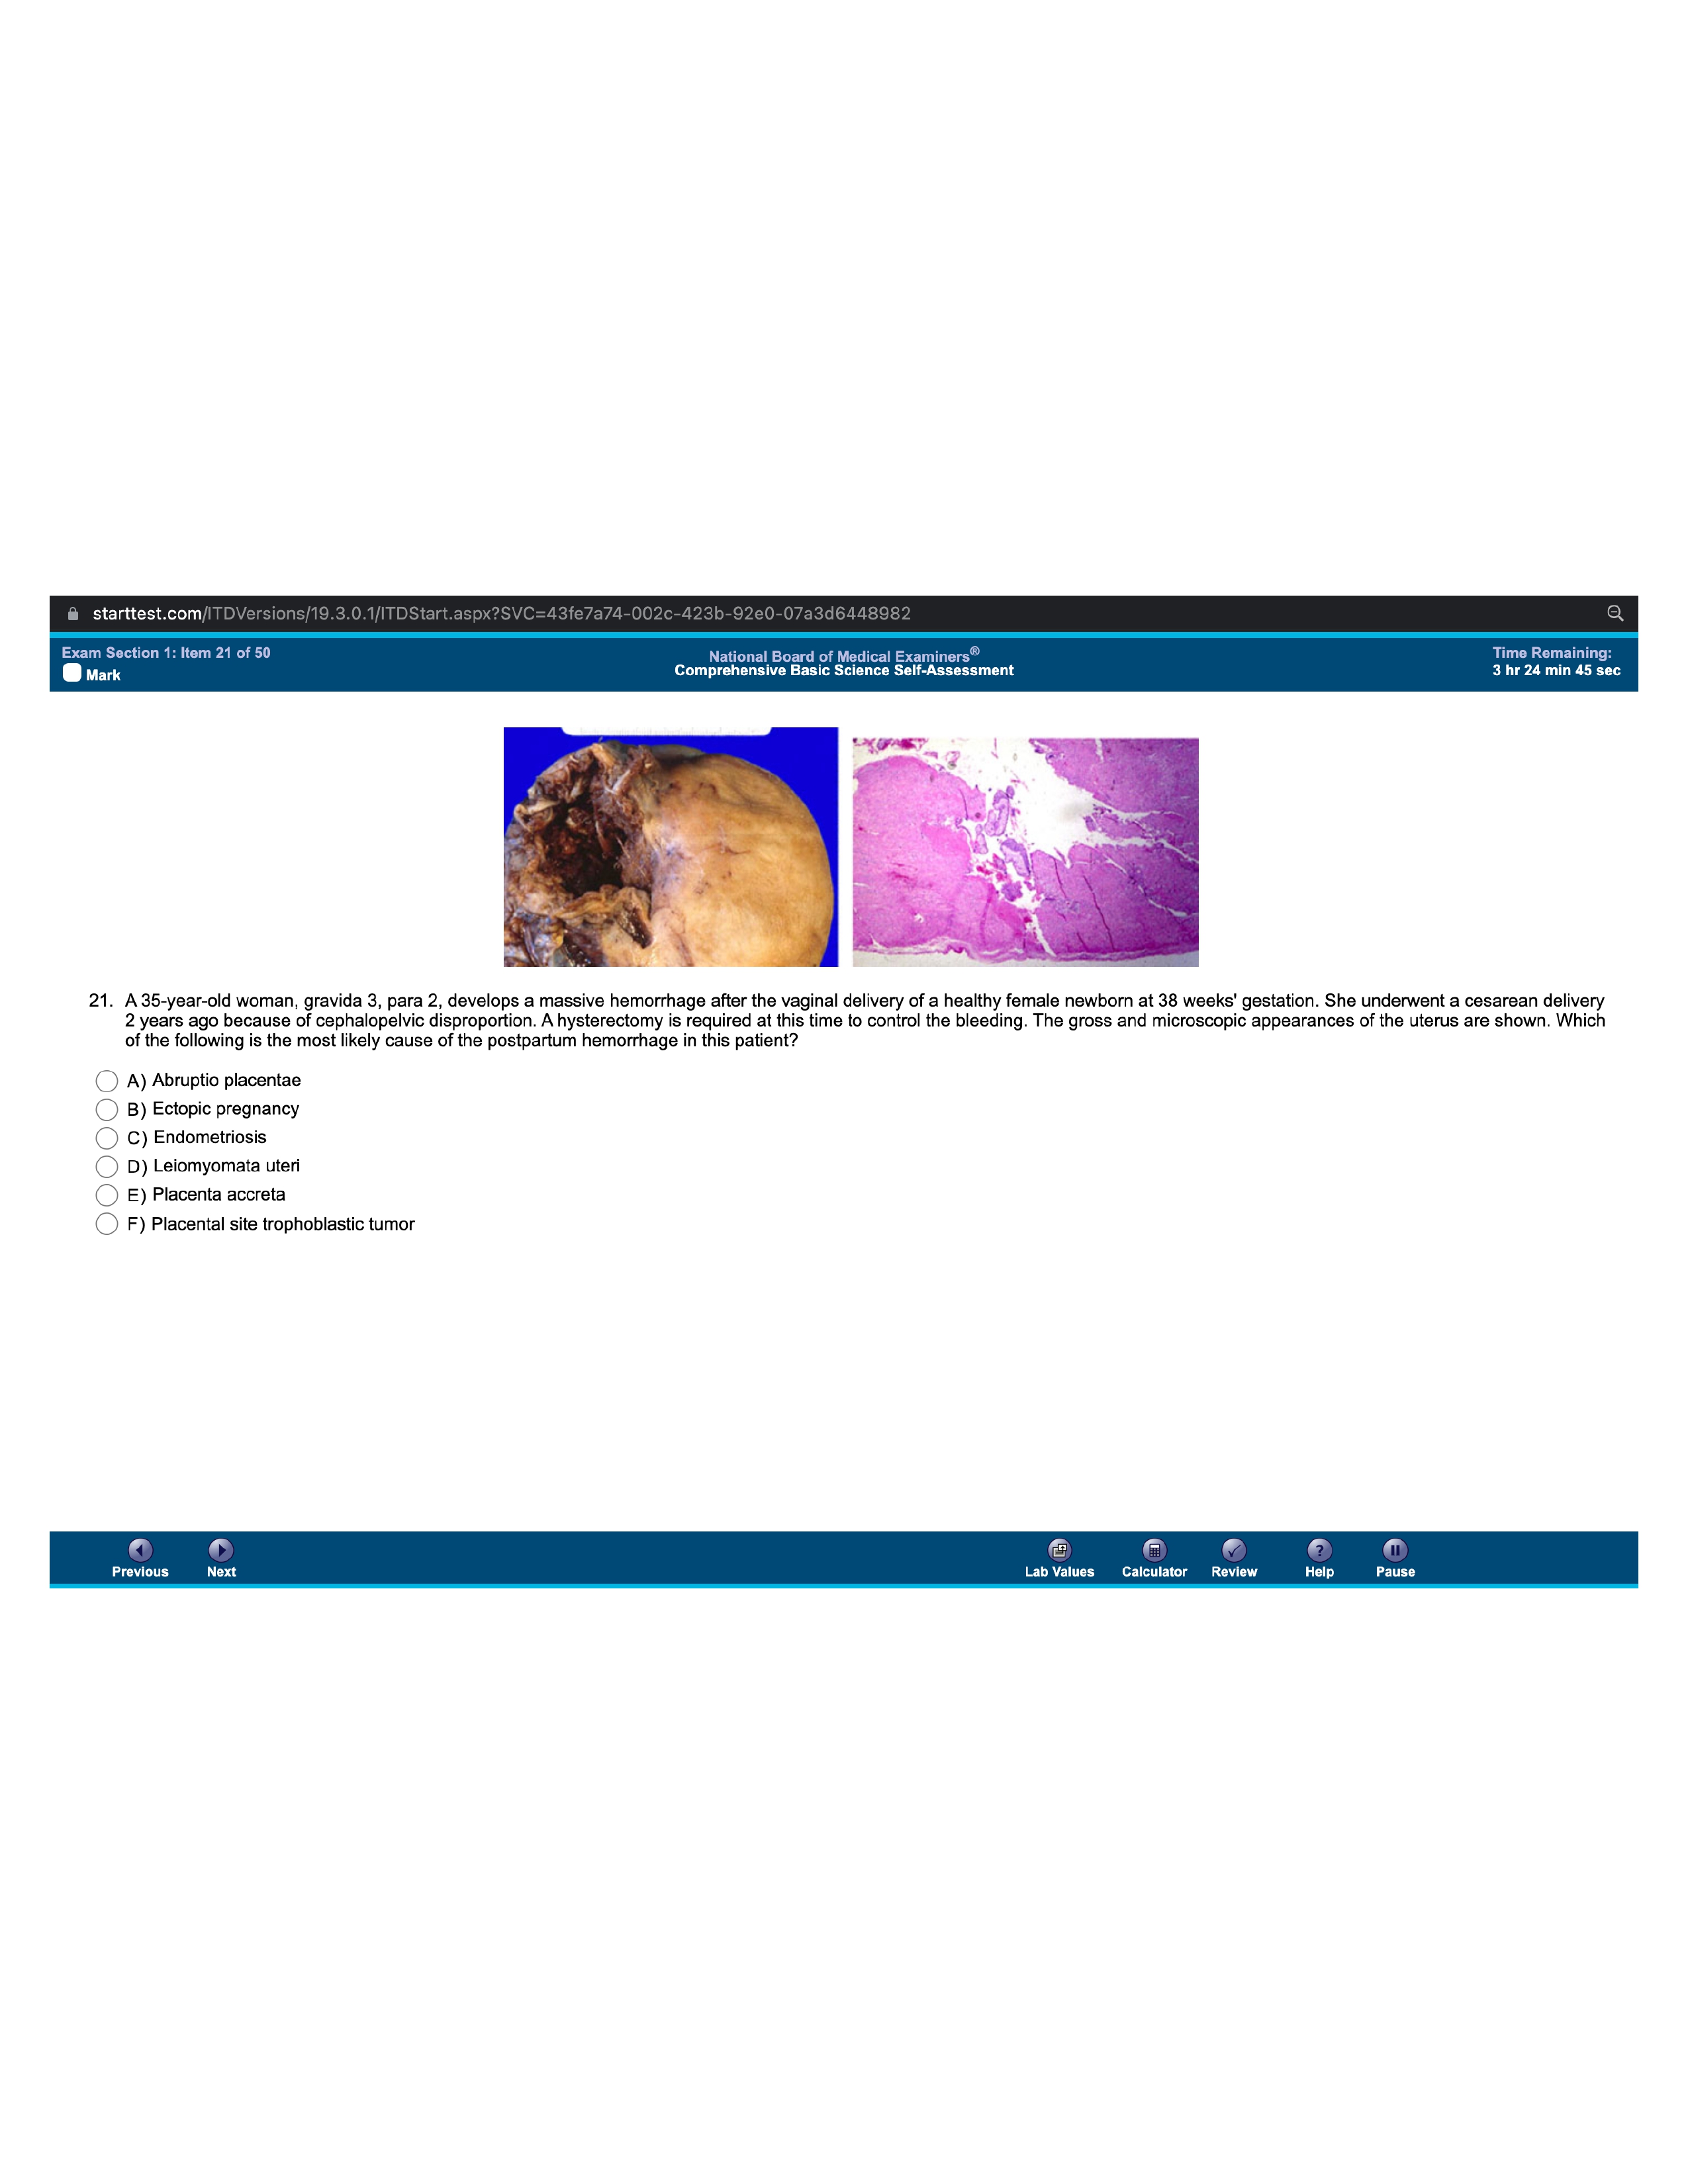 starttest.com/ITDVersions/19.3.0.1/ITDStart.aspx?SVC=43fe7a74-002c-423b-92e0-07a3d6448982
Exam Section 1: Item 21 of 50
National Board of Medical Examiners®
Time Remaining:
Mark
Comprehensive Basic Science Self-Assessment
3 hr 24 min 45 sec
21. A 35-year-old woman, gravida 3, para 2, develops a massive hemorrhage after the vaginal delivery of a healthy female newborn at 38 weeks' gestation. She underwent a cesarean delivery
2 years ago because of cephalopelvic disproportion. A hysterectomy is required at this time to control the bleeding. The gross and microscopic appearances of the uterus are shown. Which
of the following is the most likely cause of the postpartum hemorrhage in this patient?
A) Abruptio placentae
B) Ectopic pregnancy
C) Endometriosis
D) Leiomyomata uteri
E) Placenta accreta
F) Placental site trophoblastic tumor
Previous
Next
Lab Values
Calculator
Review
Help
Pause